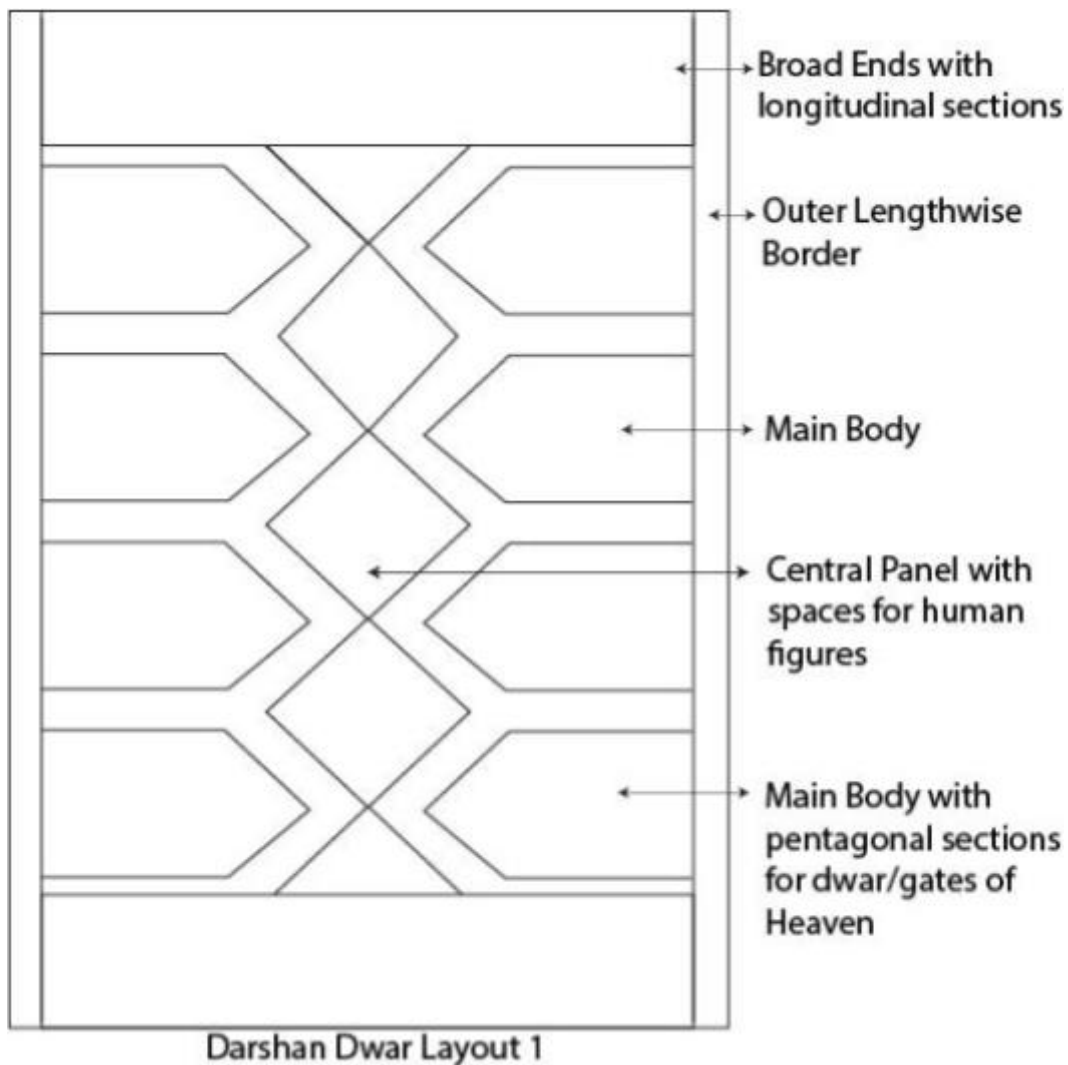 Broad Ends with
longitudinal sections
Outer Lengthwise
Border
Main Body
Central Panel with
spaces for human
figures
Main Body with
pentagonal sections
for dwar/gates of
Heaven
Darshan Dwar Layout 1